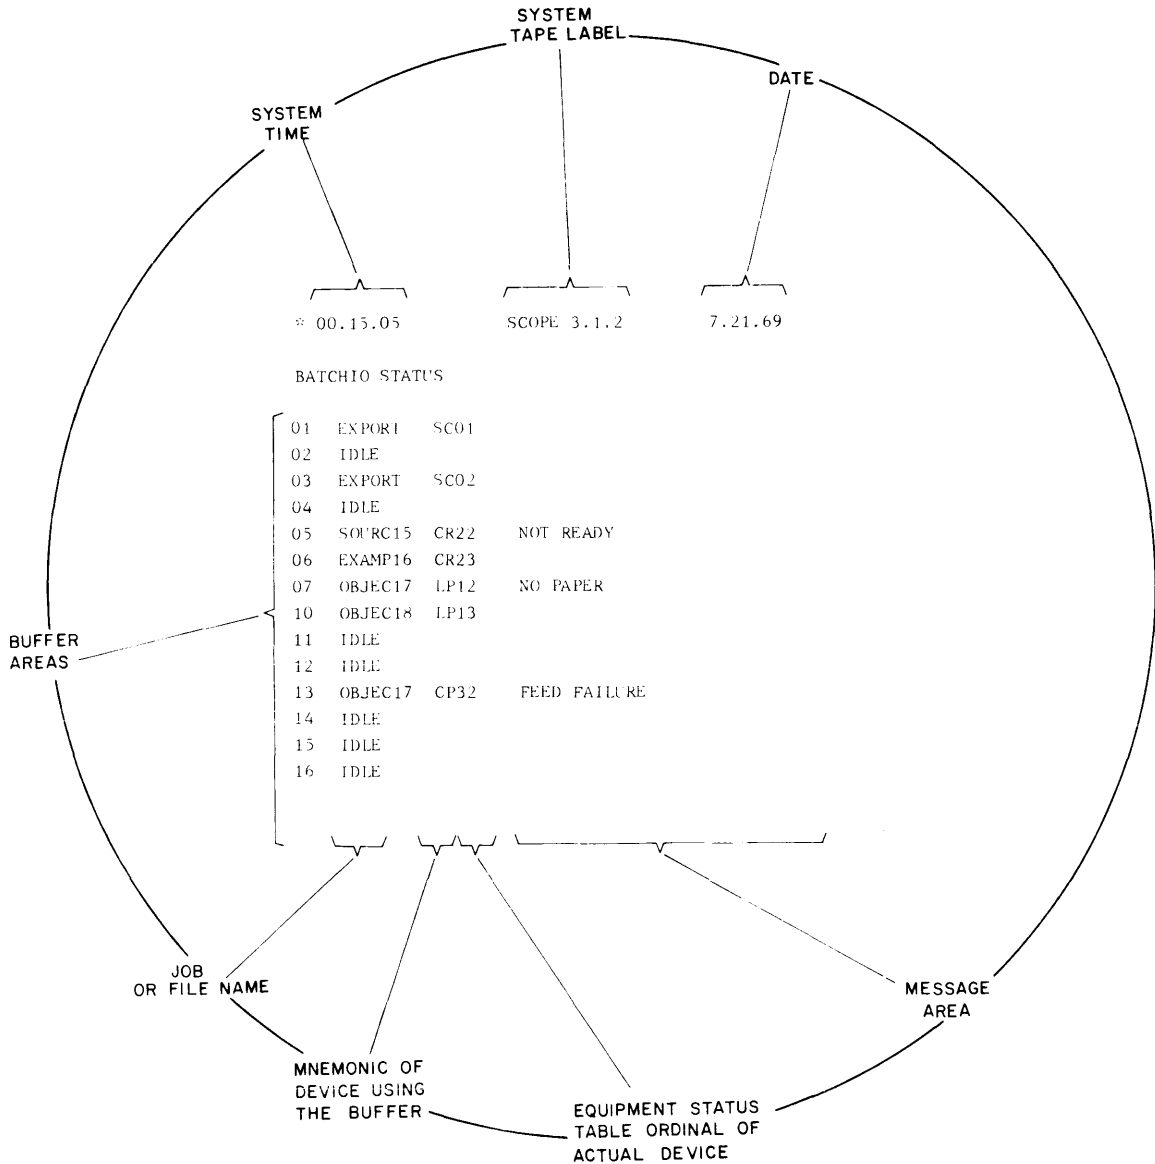 SYSTEM
TAPE LABEL
DATE
SYSTEM
TIME
* 00.15.05 SCOPE 3.1.2 7.21.69
BATCHIO STATUS
01 EXPORT SC01
02 IDLE
03 EXPORT SC02
04 IDLE
05 SOURC15 CR22 NOT READY
06 EXAMP16 CR23
07 OBJEC17 LP12 NO PAPER
10 OBJEC18 LP13
11 IDLE
12 IDLE
13 OBJEC17 CP32 FEED FAILURE
14 IDLE
15 IDLE
16 IDLE
BUFFER
AREAS
JOB
OR FILE NAME
MESSAGE
AREA
MNEMONIC OF
DEVICE USING
THE BUFFER
EQUIPMENT STATUS
TABLE ORDINAL OF
ACTUAL DEVICE